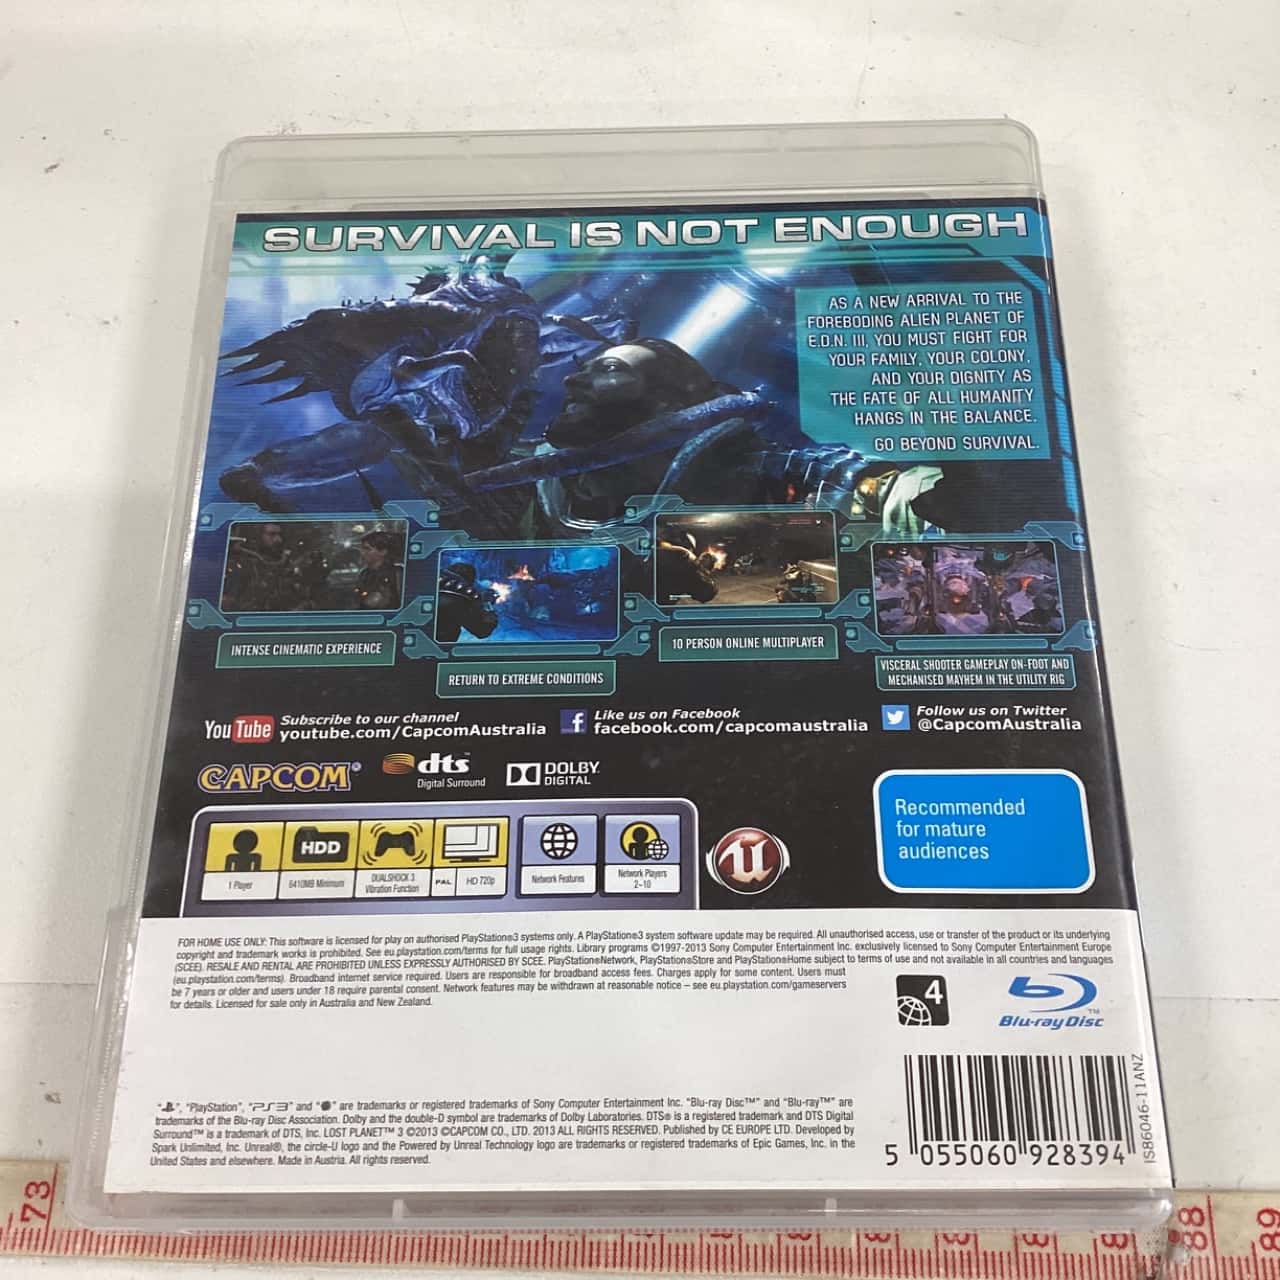 SURVIVAL IS NOT ENOUGH
AS A NEW ARRIVAL TO THE
FOREBODING ALIEN PLANET OF
E.D.N. III, YOU MUST FIGHT FOR
YOUR FAMILY, YOUR COLONY,
AND YOUR DIGNITY AS
THE FATE OF ALL HUMANITY
HANGS IN THE BALANCE.
GO BEYOND SURVIVAL.
INTENSE CINEMATIC EXPERIENCE
RETURN TO EXTREME CONDITIONS
10 PERSON ONLINE MULTIPLAYER
VISCERAL SHOOTER GAMEPLAY ON-FOOT AND
MECHANISED MAYHEM IN THE UTILITY RIG
YouTube
Subscribe to our channel
youtube.com/CapcomAustralia
f
Like us on Facebook
facebook.com/capcomaustralia
Follow us on Twitter
@CapcomAustralia
CAPCOM®
dts
Digital Surround
DOLBY
DIGITAL
HDD
1 Player
6410MB Minimum
DUALSHOCK 3
Vibration Function
PAL
HD 720p
Network Features
Network Players
2-10
U
Recommended
for mature
audiences
FOR HOME USE ONLY: This software is licensed for play on authorised PlayStation®3 systems only. A PlayStation®3 system software update may be required. All unauthorised access, use or transfer of the product or its underlying
copyright and trademark works is prohibited. See eu.playstation.com/terms for full usage rights. Library programs ©1997-2013 Sony Computer Entertainment Inc. exclusively licensed to Sony Computer Entertainment Europe
(SCEE). RESALE AND RENTAL ARE PROHIBITED UNLESS EXPRESSLY AUTHORISED BY SCEE. PlayStation®Network, PlayStation®Store and PlayStation®Home subject to terms of use and not available in all countries and languages
(eu.playstation.com/terms). Broadband internet service required. Users are responsible for broadband access fees. Charges apply for some content. Users must
be 7 years or older and users under 18 require parental consent. Network features may be withdrawn at reasonable notice – see eu.playstation.com/gameservers
for details. Licensed for sale only in Australia and New Zealand.
4
Blu-ray Disc™
" ", "PlayStation", "PS3" and " " are trademarks or registered trademarks of Sony Computer Entertainment Inc. "Blu-ray Disc™" and "Blu-ray™" are
trademarks of the Blu-ray Disc Association. Dolby and the double-D symbol are trademarks of Dolby Laboratories. DTS® is a registered trademark and DTS Digital
Surround™ is a trademark of DTS, Inc. LOST PLANET™ 3 ©2013 ©CAPCOM CO., LTD. 2013 ALL RIGHTS RESERVED. Published by CE EUROPE LTD. Developed by
Spark Unlimited, Inc. Unreal®, the circle-U logo and the Powered by Unreal Technology logo are trademarks or registered trademarks of Epic Games, Inc. in the
United States and elsewhere. Made in Austria. All rights reserved.
5 055060 928394
IS86046-11ANZ
73
88
89